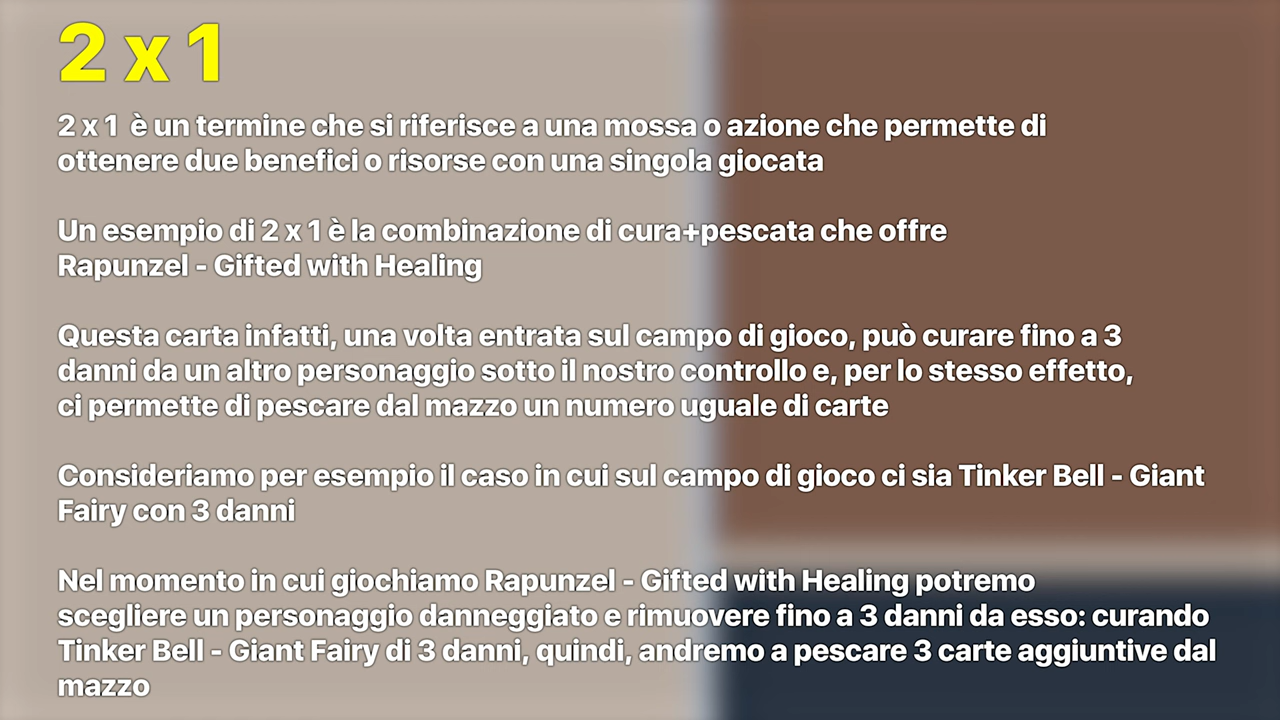 2 x 1
2 x 1 è un termine che si riferisce a una mossa o azione che permette di
ottenere due benefici o risorse con una singola giocata
Un esempio di 2 x 1 è la combinazione di cura+pescata che offre
Rapunzel - Gifted with Healing
Questa carta infatti, una volta entrata sul campo di gioco, può curare fino a 3
danni da un altro personaggio sotto il nostro controllo e, per lo stesso effetto,
ci permette di pescare dal mazzo un numero uguale di carte
Consideriamo per esempio il caso in cui sul campo di gioco ci sia Tinker Bell - Giant
Fairy con 3 danni
Nel momento in cui giochiamo Rapunzel - Gifted with Healing potremo
scegliere un personaggio danneggiato e rimuovere fino a 3 danni da esso: curando
Tinker Bell - Giant Fairy di 3 danni, quindi, andremo a pescare 3 carte aggiuntive dal
mazzo